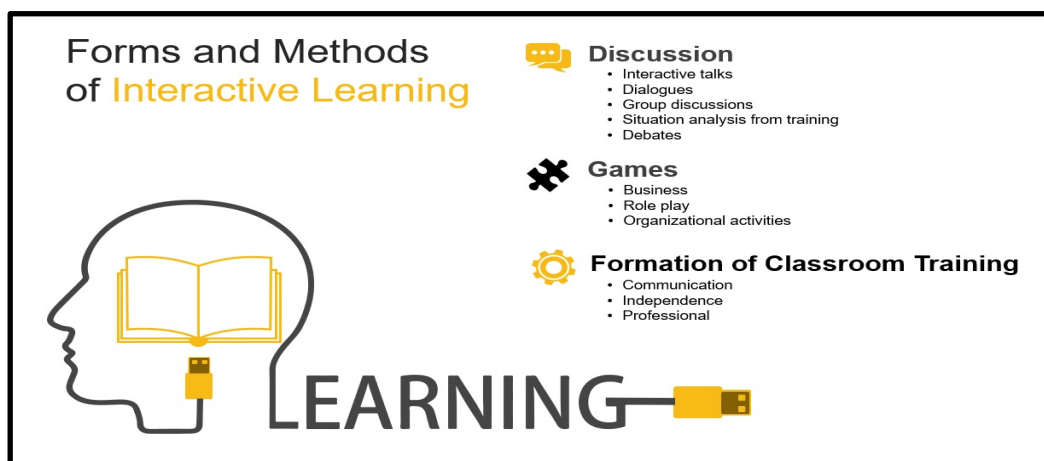 Forms and Methods
of Interactive Learning
Discussion
• Interactive talks
• Dialogues
• Group discussions
• Situation analysis from training
• Debates
Games
• Business
• Role play
• Organizational activities
Formation of Classroom Training
• Communication
• Independence
• Professional
LEARNING